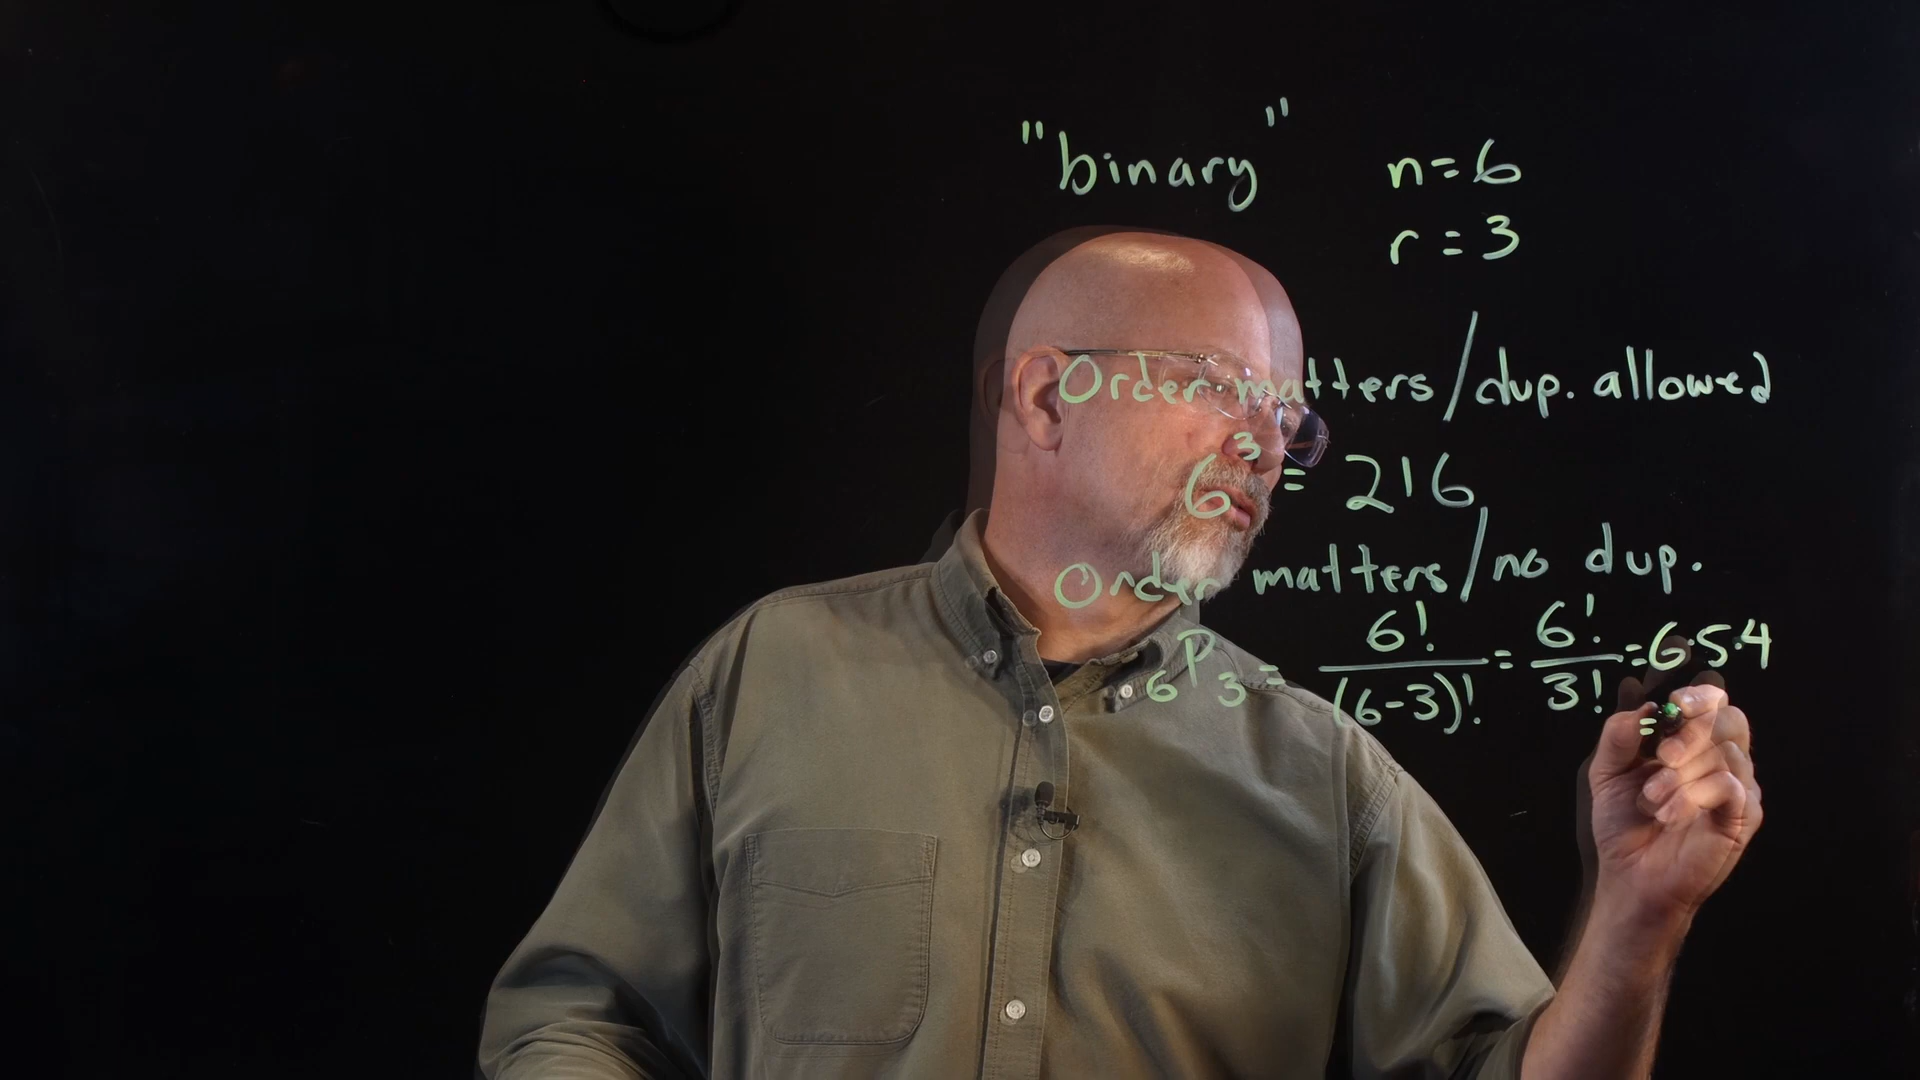 "binary" n=6
r=3
Order matters/dup. allowed
6³ = 216
Order matters/no dup.
₆P₃ = 6!/(6-3)! = 6!/3! = 6·5·4
=